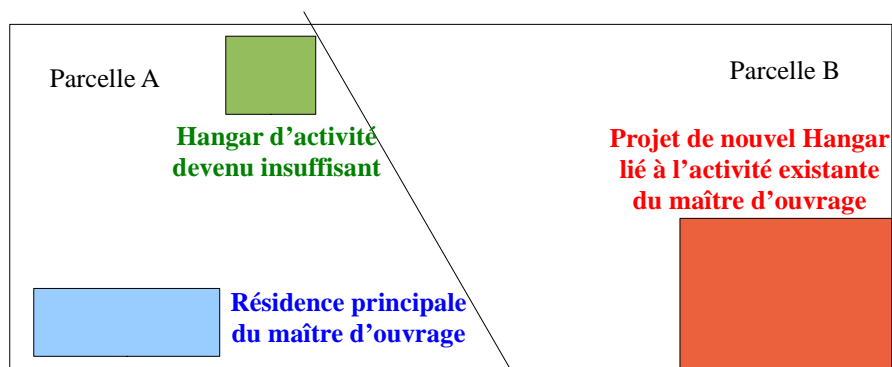 Parcelle A
Parcelle B
Hangar d'activité
devenu insuffisant
Projet de nouvel Hangar
lié à l'activité existante
du maître d'ouvrage
Résidence principale
du maître d'ouvrage